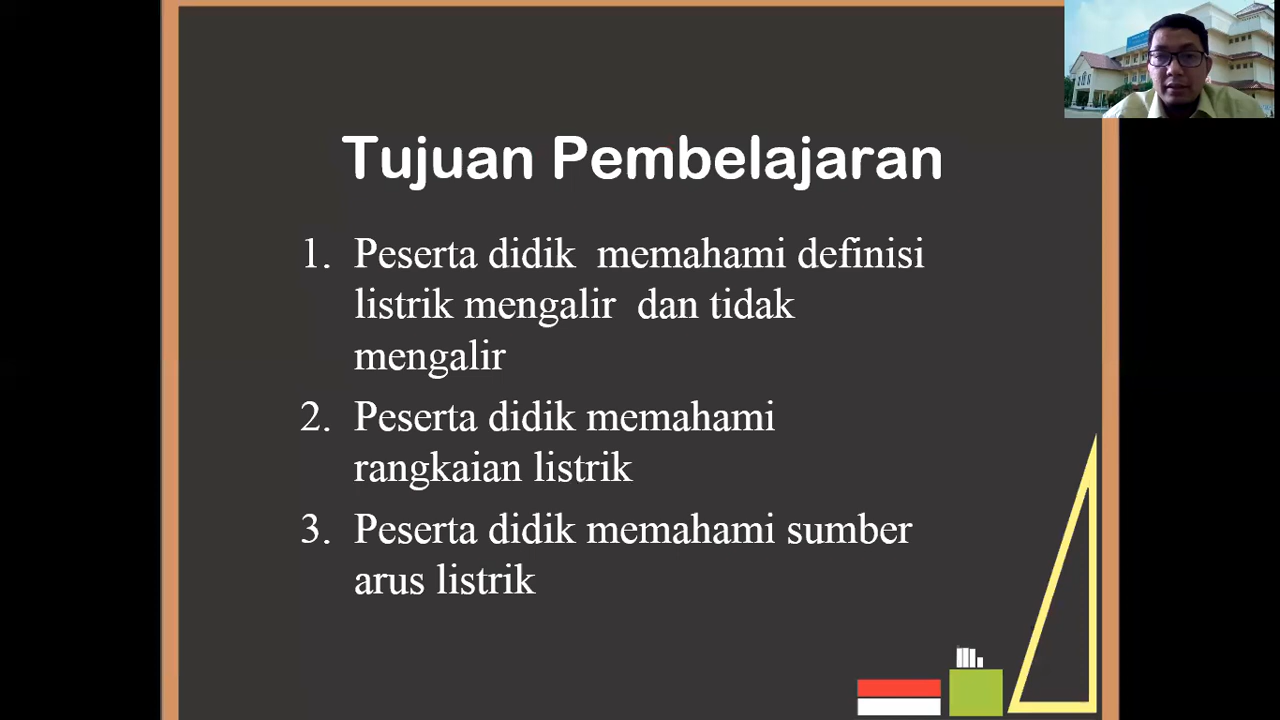 Tujuan Pembelajaran
1. Peserta didik memahami definisi
listrik mengalir dan tidak
mengalir
2. Peserta didik memahami
rangkaian listrik
3. Peserta didik memahami sumber
arus listrik